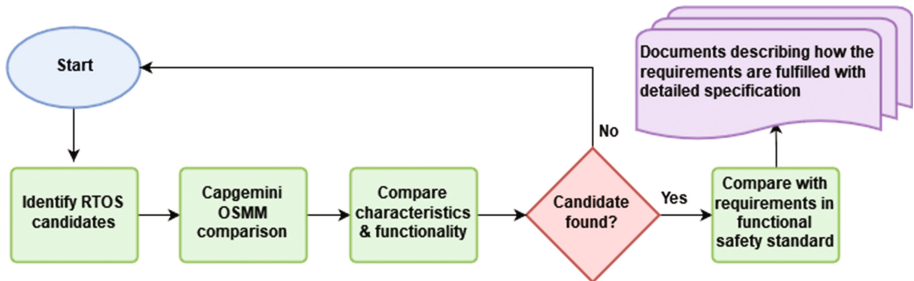 Start
Documents describing how the
requirements are fulfilled with
detailed specification
No
Identify RTOS
candidates
Capgemini
OSMM
comparison
Compare
characteristics
& functionality
Candidate
found?
Yes
Compare with
requirements in
functional
safety standard